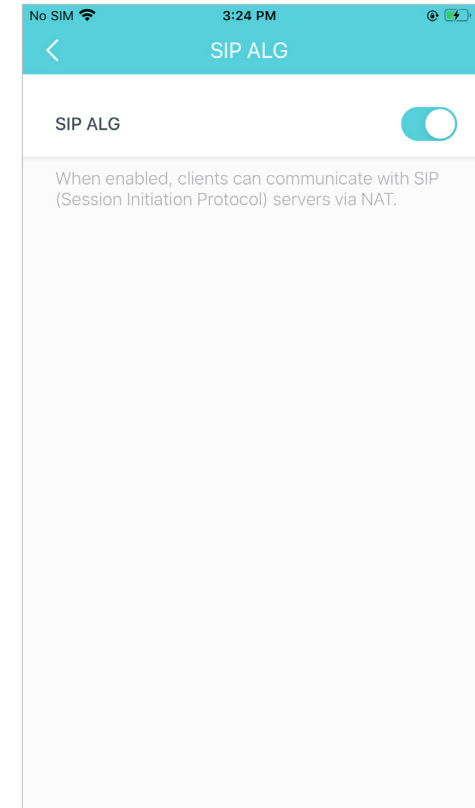 No SIM 3:24 PM
SIP ALG
SIP ALG
When enabled, clients can communicate with SIP
(Session Initiation Protocol) servers via NAT.